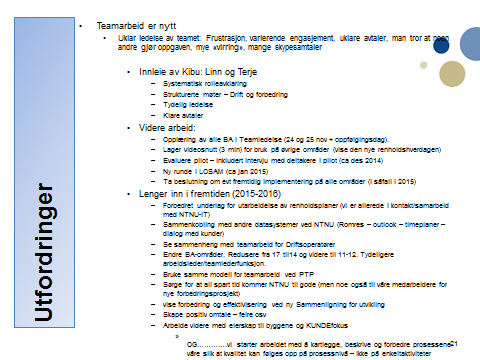 Utfordringer
Teamarbeid er nytt
Uklar ledelse av teamet: Frustrasjon, varierende engasjement, uklare avtaler, man tror at noen
andre gjør oppgaven, mye «virring», mange skypesamtaler
Innleie av Kibu: Linn og Terje
– Systematisk rolleavklaring
– Strukturerte møter – Drift og forbedring
– Tydelig ledelse
– Klare avtaler
Videre arbeid:
– Opplæring av alle BA i Teamledelse (24 og 25 nov + oppfølgingsdag).
– Lager videosnutt (3 min) for bruk på øvrige områder (vise den nye renholdshverdagen)
– Evaluere pilot – inkludert intervju med deltakere i pilot (ca des 2014)
– Ny runde i LOSAM (ca jan 2015)
– Ta beslutning om evt fremtidig implementering på alle områder (i såfall i 2015)
Lenger inn i fremtiden (2015-2016)
– Forbedret underlag for utarbeidelse av renholdsplaner (vi er allerede i kontakt/samarbeid
med NTNU-IT)
– Sammenkobling med andre datasystemer ved NTNU (Romres – outlook – timeplaner –
dialog med kunder)
– Se sammenheng med teamarbeid for Driftsoperatører
– Endre BA-områder. Redusere fra 17 til14 og videre til 11-12. Tydeligere
arbeidsleder/teamlederfunksjon.
– Bruke samme modell for teamarbeid ved PTP
– Sørge for at all spart tid kommer NTNU til gode (men noe også til våre medarbeidere for
nye forbedringsprosjekt)
– vise forbedring og effektivisering ved ny Sammenligning for utvikling
– Skape positiv omtale – feire osv
– Arbeide videre med eierskap til byggene og KUNDEfokus
»
OG.............vi starter arbeidet med å kartlegge, beskrive og forbedre prosessene
våre slik at kvalitet kan følges opp på prosessnivå – ikke på enkeltaktiviteter
21